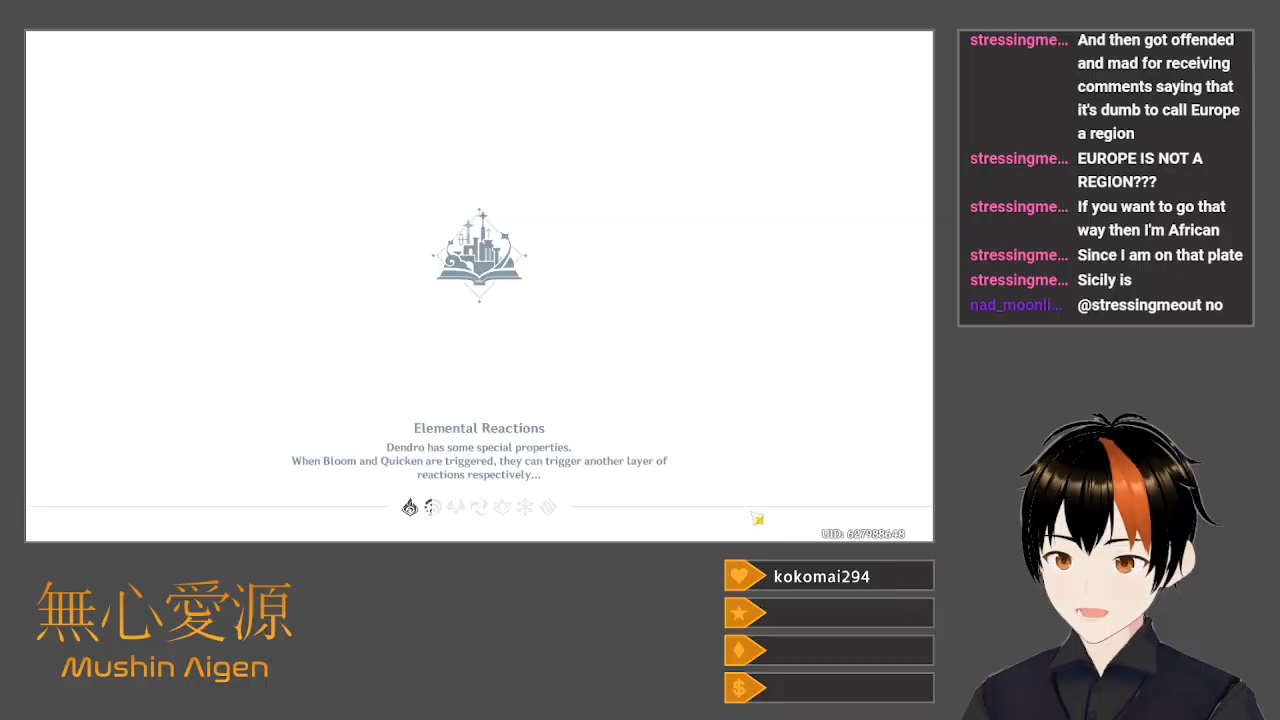 stressingme... And then got offended
and mad for receiving
comments saying that
it's dumb to call Europe
a region
stressingme... EUROPE IS NOT A
REGION???
stressingme... If you want to go that
way then I'm African
stressingme... Since I am on that plate
stressingme... Sicily is
nad_moonli... @stressingmeout no
Elemental Reactions
Dendro has some special properties.
When Bloom and Quicken are triggered, they can trigger another layer of
reactions respectively...
UID: 627988648
kokomai294
無心愛源
Mushin Aigen